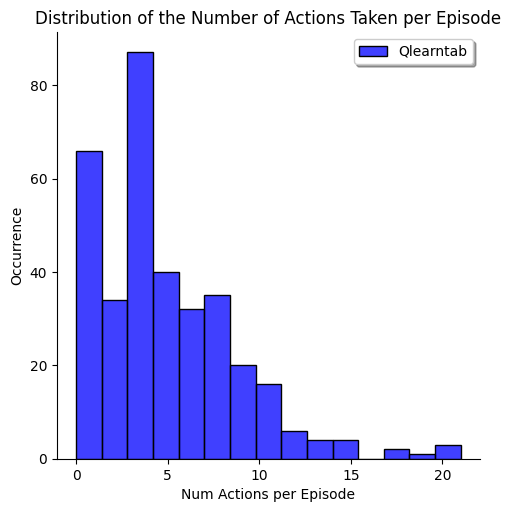 Distribution of the Number of Actions Taken per Episode
Qlearntab
80
60
40
20
0
Occurrence
0 5 10 15 20
Num Actions per Episode